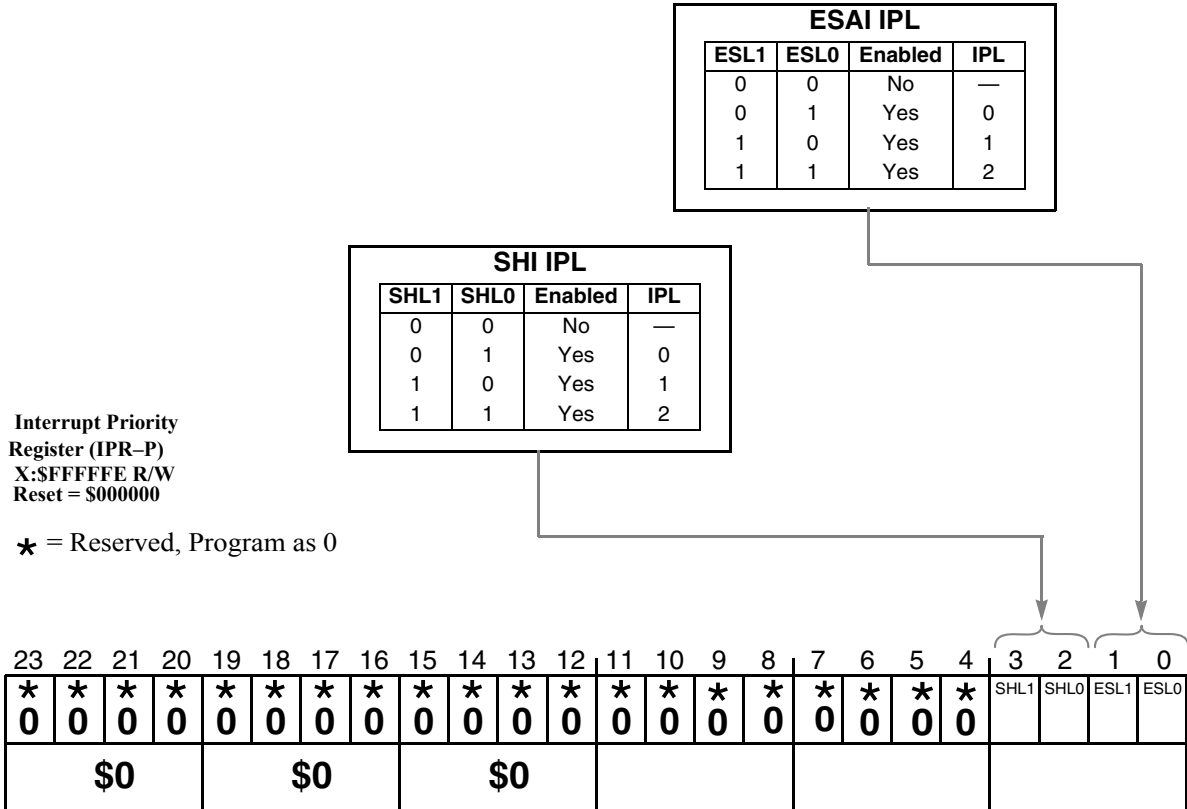 ESAI IPL
ESL1 ESL0 Enabled IPL
0 0 No —
0 1 Yes 0
1 0 Yes 1
1 1 Yes 2
SHI IPL
SHL1 SHL0 Enabled IPL
0 0 No —
0 1 Yes 0
1 0 Yes 1
1 1 Yes 2
Interrupt Priority
Register (IPR–P)
X:$FFFFFE R/W
Reset = $000000
* = Reserved, Program as 0
23 22 21 20 19 18 17 16 15 14 13 12 11 10 9 8 7 6 5 4 3 2 1 0
* * * * * * * * * * * * * * * * * * * * SHL1 SHL0 ESL1 ESL0
0 0 0 0 0 0 0 0 0 0 0 0 0 0 0 0 0 0 0 0
$0 $0 $0